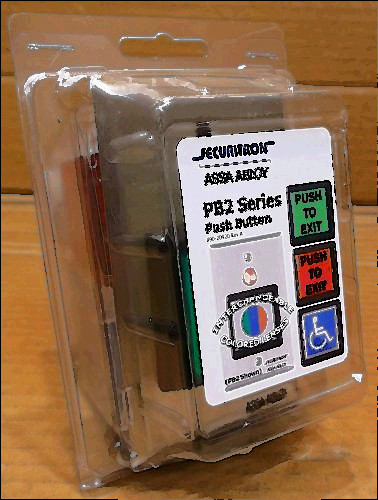 SECURITRON
ASSA ABLOY
PB2 Series
Push Button
PUSH
TO
EXIT
PUSH
TO
EXIT
INTERCHANGEABLE
COLORED LENSES
(PB2 Shown)